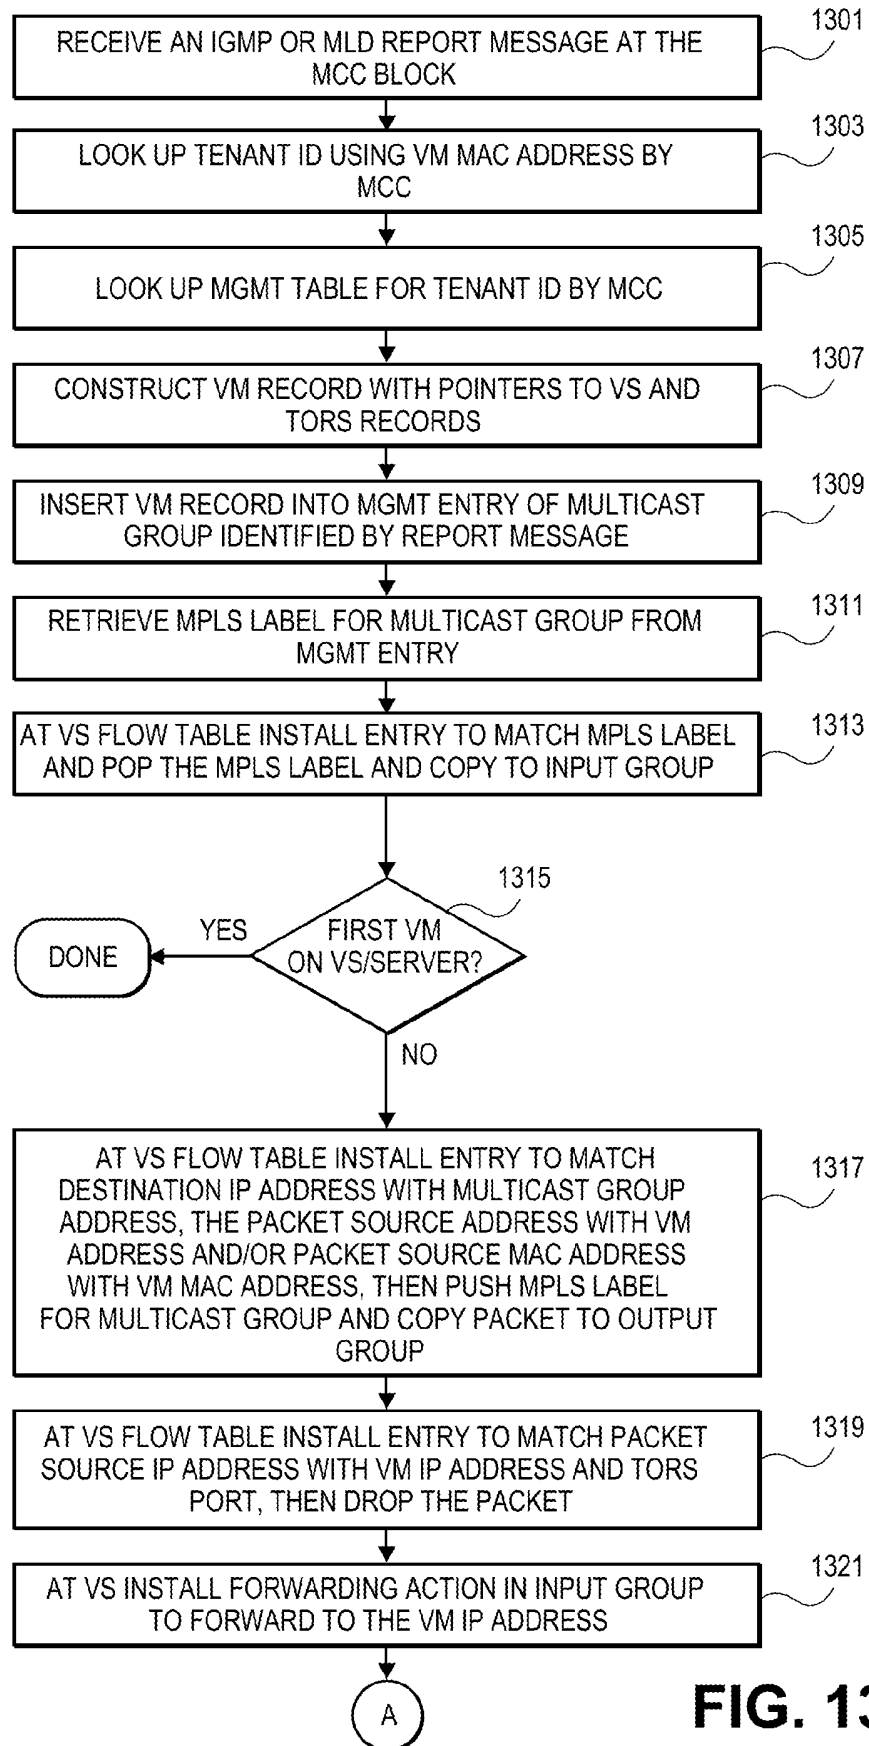 RECEIVE AN IGMP OR MLD REPORT MESSAGE AT THE
MCC BLOCK
1301
LOOK UP TENANT ID USING VM MAC ADDRESS BY
MCC
1303
LOOK UP MGMT TABLE FOR TENANT ID BY MCC
1305
CONSTRUCT VM RECORD WITH POINTERS TO VS AND
TORS RECORDS
1307
INSERT VM RECORD INTO MGMT ENTRY OF MULTICAST
GROUP IDENTIFIED BY REPORT MESSAGE
1309
RETRIEVE MPLS LABEL FOR MULTICAST GROUP FROM
MGMT ENTRY
1311
AT VS FLOW TABLE INSTALL ENTRY TO MATCH MPLS LABEL
AND POP THE MPLS LABEL AND COPY TO INPUT GROUP
1313
FIRST VM
ON VS/SERVER?
1315
YES
DONE
NO
AT VS FLOW TABLE INSTALL ENTRY TO MATCH
DESTINATION IP ADDRESS WITH MULTICAST GROUP
ADDRESS, THE PACKET SOURCE ADDRESS WITH VM
ADDRESS AND/OR PACKET SOURCE MAC ADDRESS
WITH VM MAC ADDRESS, THEN PUSH MPLS LABEL
FOR MULTICAST GROUP AND COPY PACKET TO OUTPUT
GROUP
1317
AT VS FLOW TABLE INSTALL ENTRY TO MATCH PACKET
SOURCE IP ADDRESS WITH VM IP ADDRESS AND TORS
PORT, THEN DROP THE PACKET
1319
AT VS INSTALL FORWARDING ACTION IN INPUT GROUP
TO FORWARD TO THE VM IP ADDRESS
1321
A
FIG. 13